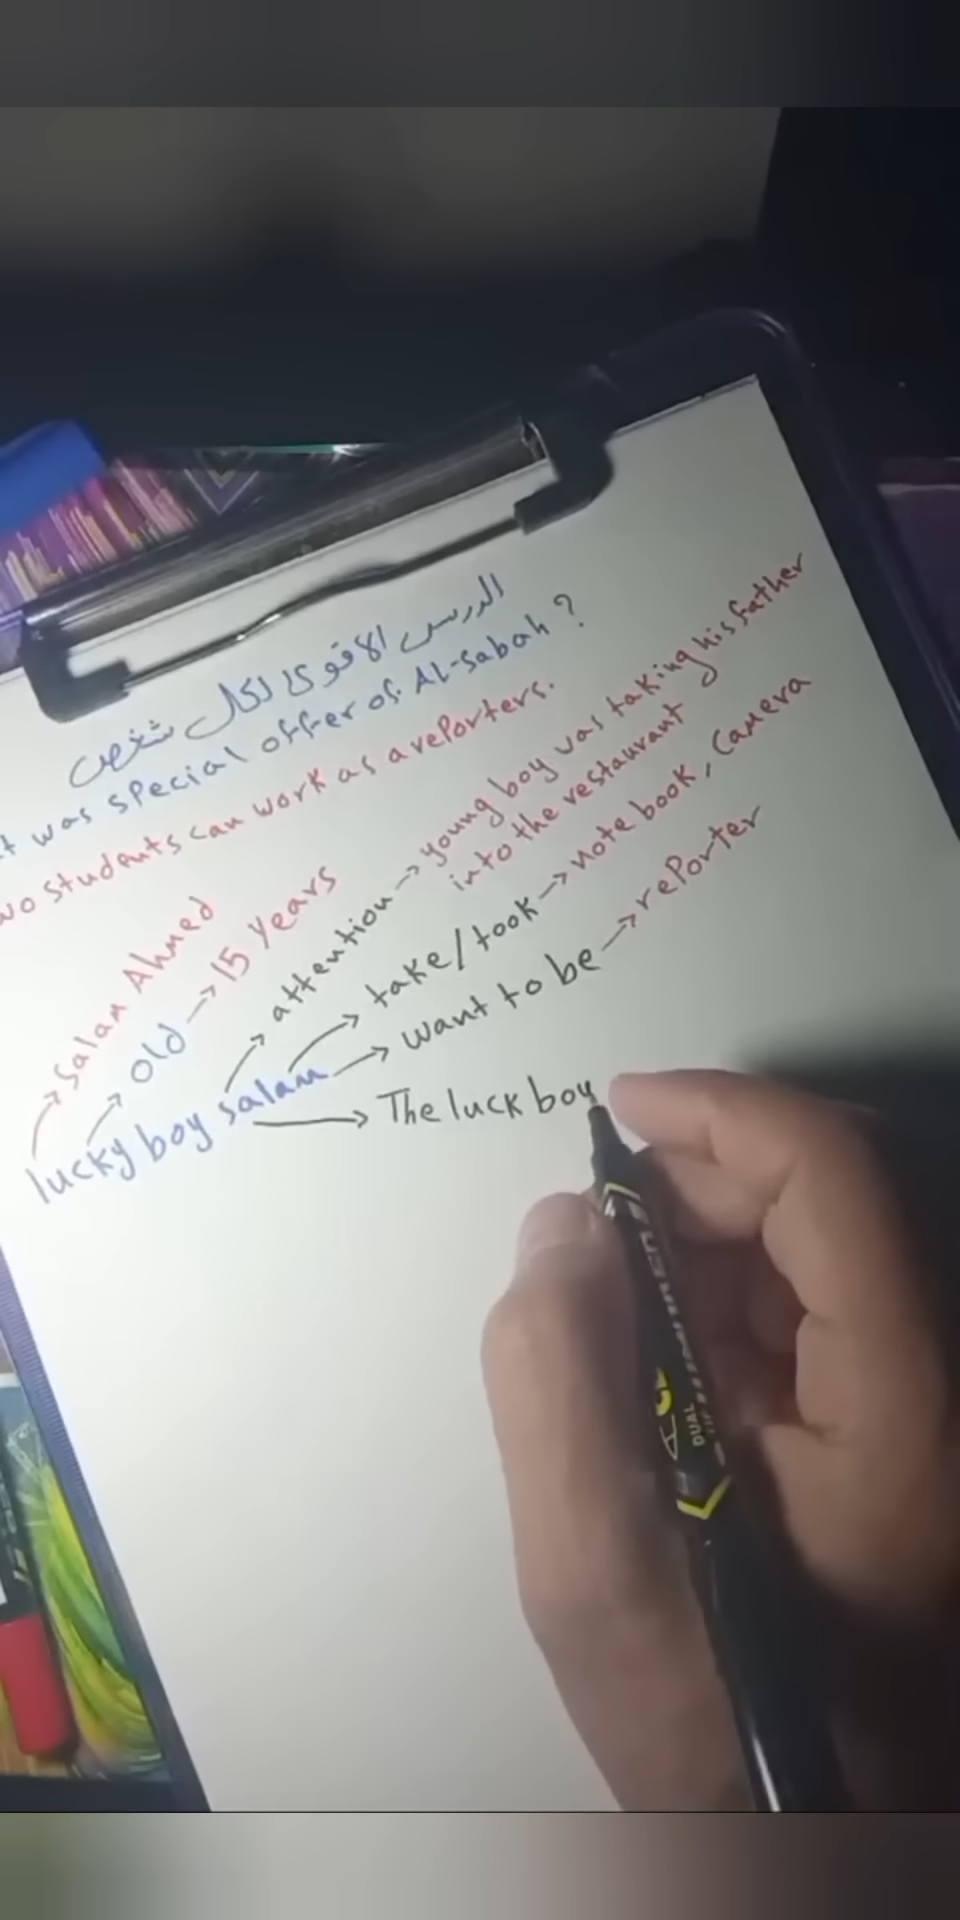 الدرس الاقوى لكل شخص
was special offer of AL-sabah ?
students can work as a reporters.
Salam Ahmed
old → 15 Years
attention → young boy was taking his father
into the restaurant
take/took → note book, Camera
want to be → rePorter
lucky boy salam → The luck boy
DUAL